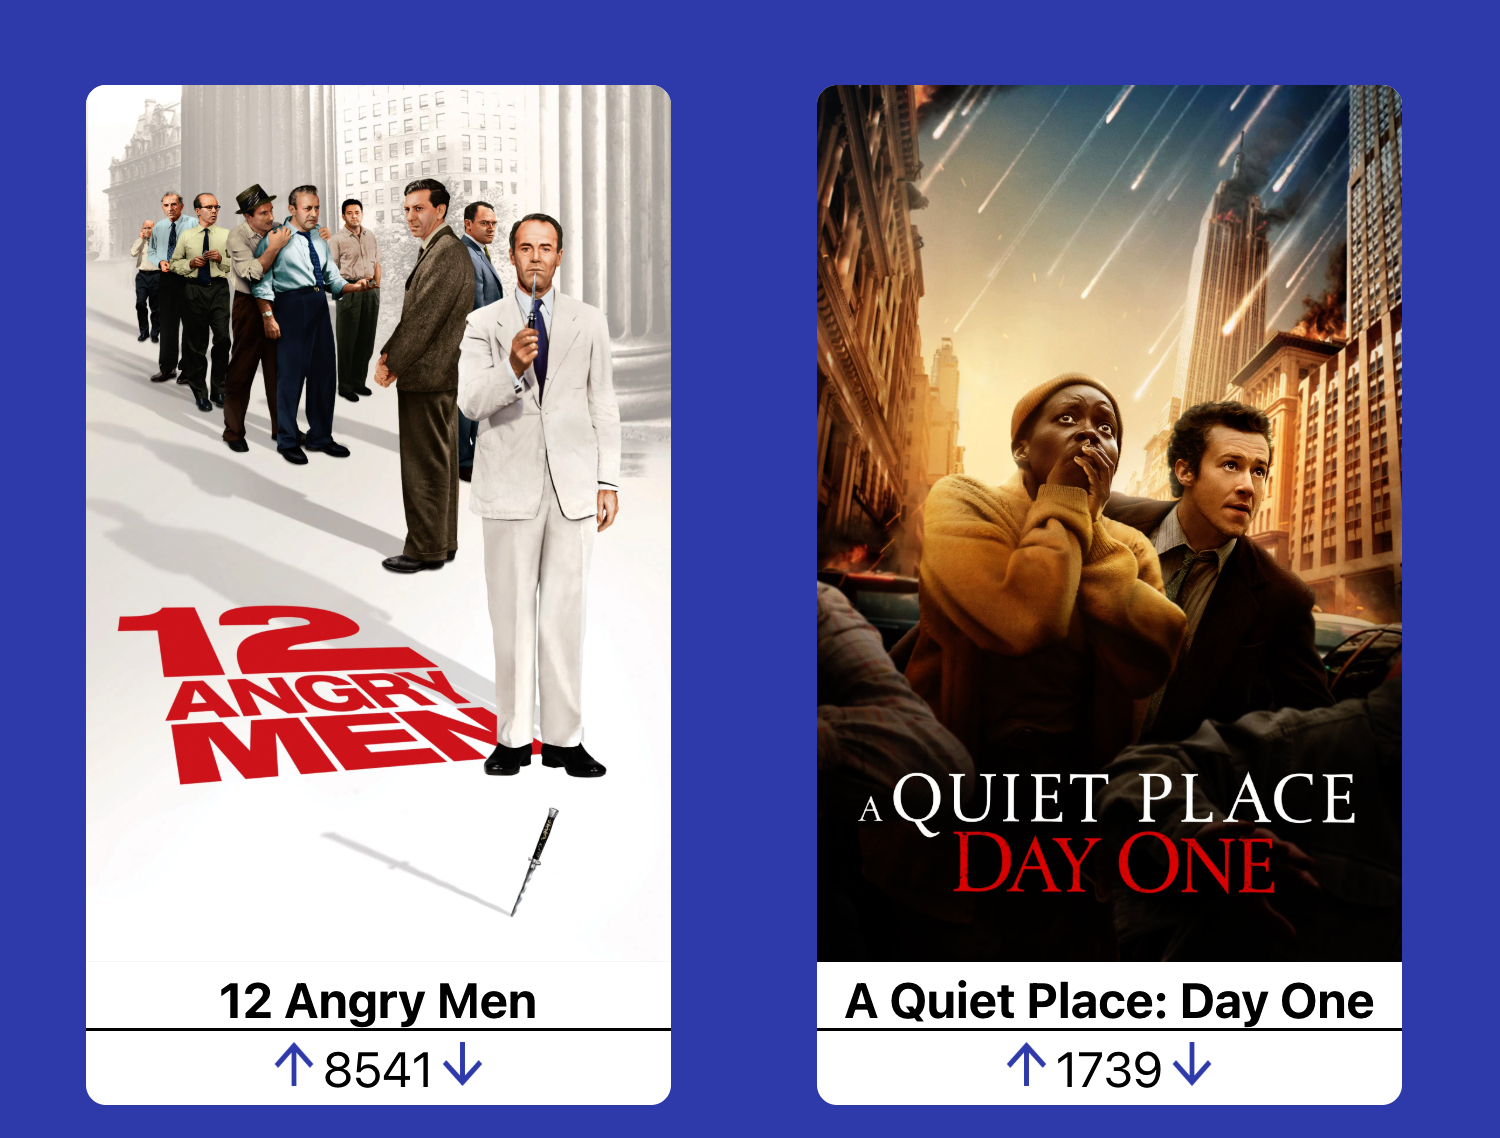 12
ANGRY
MEN
12 Angry Men
↑ 8541 ↓
A QUIET PLACE
DAY ONE
A Quiet Place: Day One
↑ 1739 ↓